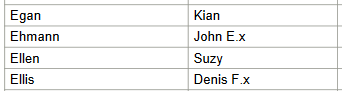 Egan Kian
Ehmann John E.x
Ellen Suzy
Ellis Denis F.x